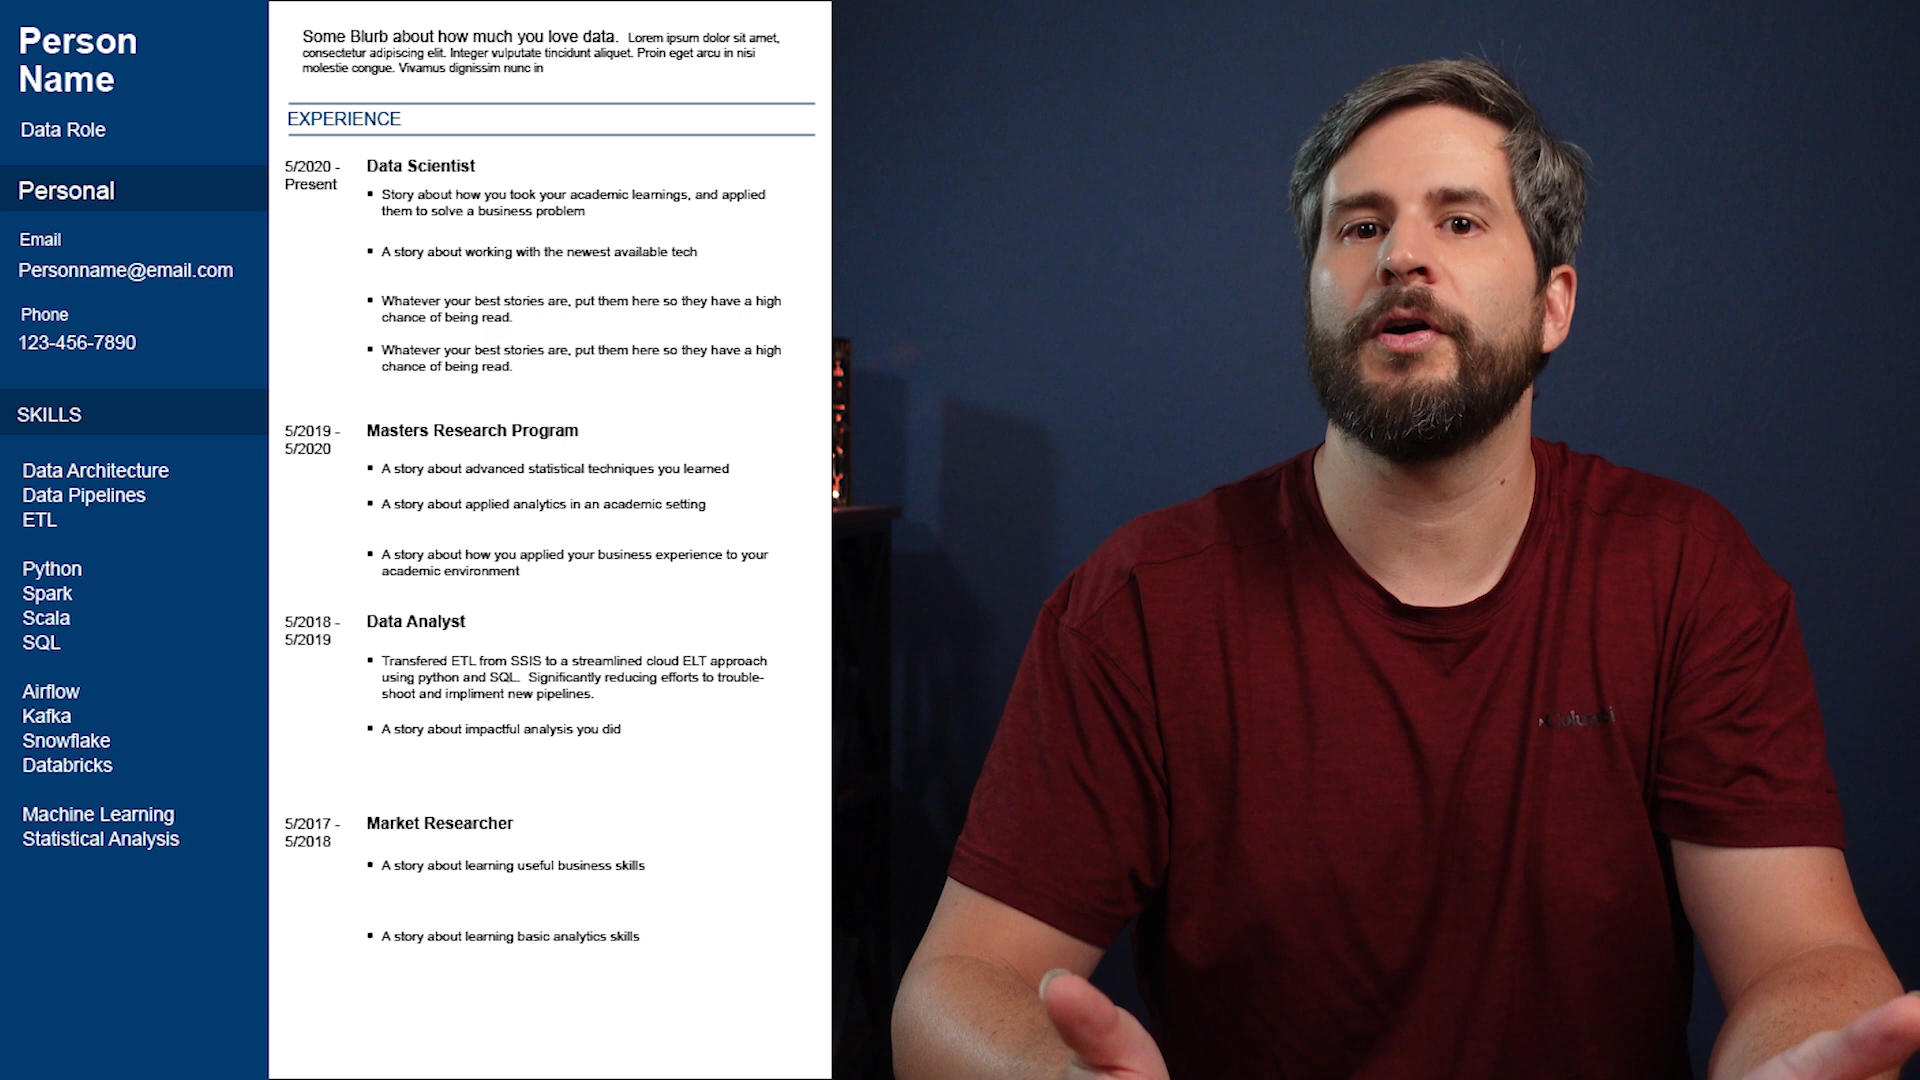 Person
Name
Data Role
Personal
Email
Personname@email.com
Phone
123-456-7890
SKILLS
Data Architecture
Data Pipelines
ETL
Python
Spark
Scala
SQL
Airflow
Kafka
Snowflake
Databricks
Machine Learning
Statistical Analysis
Some Blurb about how much you love data. Lorem ipsum dolor sit amet,
consectetur adipiscing elit. Integer vulputate tincidunt aliquet. Proin eget arcu in nisi
molestie congue. Vivamus dignissim nunc in
EXPERIENCE
5/2020 -
Present
Data Scientist
▪ Story about how you took your academic learnings, and applied
them to solve a business problem
▪ A story about working with the newest available tech
▪ Whatever your best stories are, put them here so they have a high
chance of being read.
▪ Whatever your best stories are, put them here so they have a high
chance of being read.
5/2019 -
5/2020
Masters Research Program
▪ A story about advanced statistical techniques you learned
▪ A story about applied analytics in an academic setting
▪ A story about how you applied your business experience to your
academic environment
5/2018 -
5/2019
Data Analyst
▪ Transfered ETL from SSIS to a streamlined cloud ELT approach
using python and SQL. Significantly reducing efforts to trouble-
shoot and impliment new pipelines.
▪ A story about impactful analysis you did
5/2017 -
5/2018
Market Researcher
▪ A story about learning useful business skills
▪ A story about learning basic analytics skills